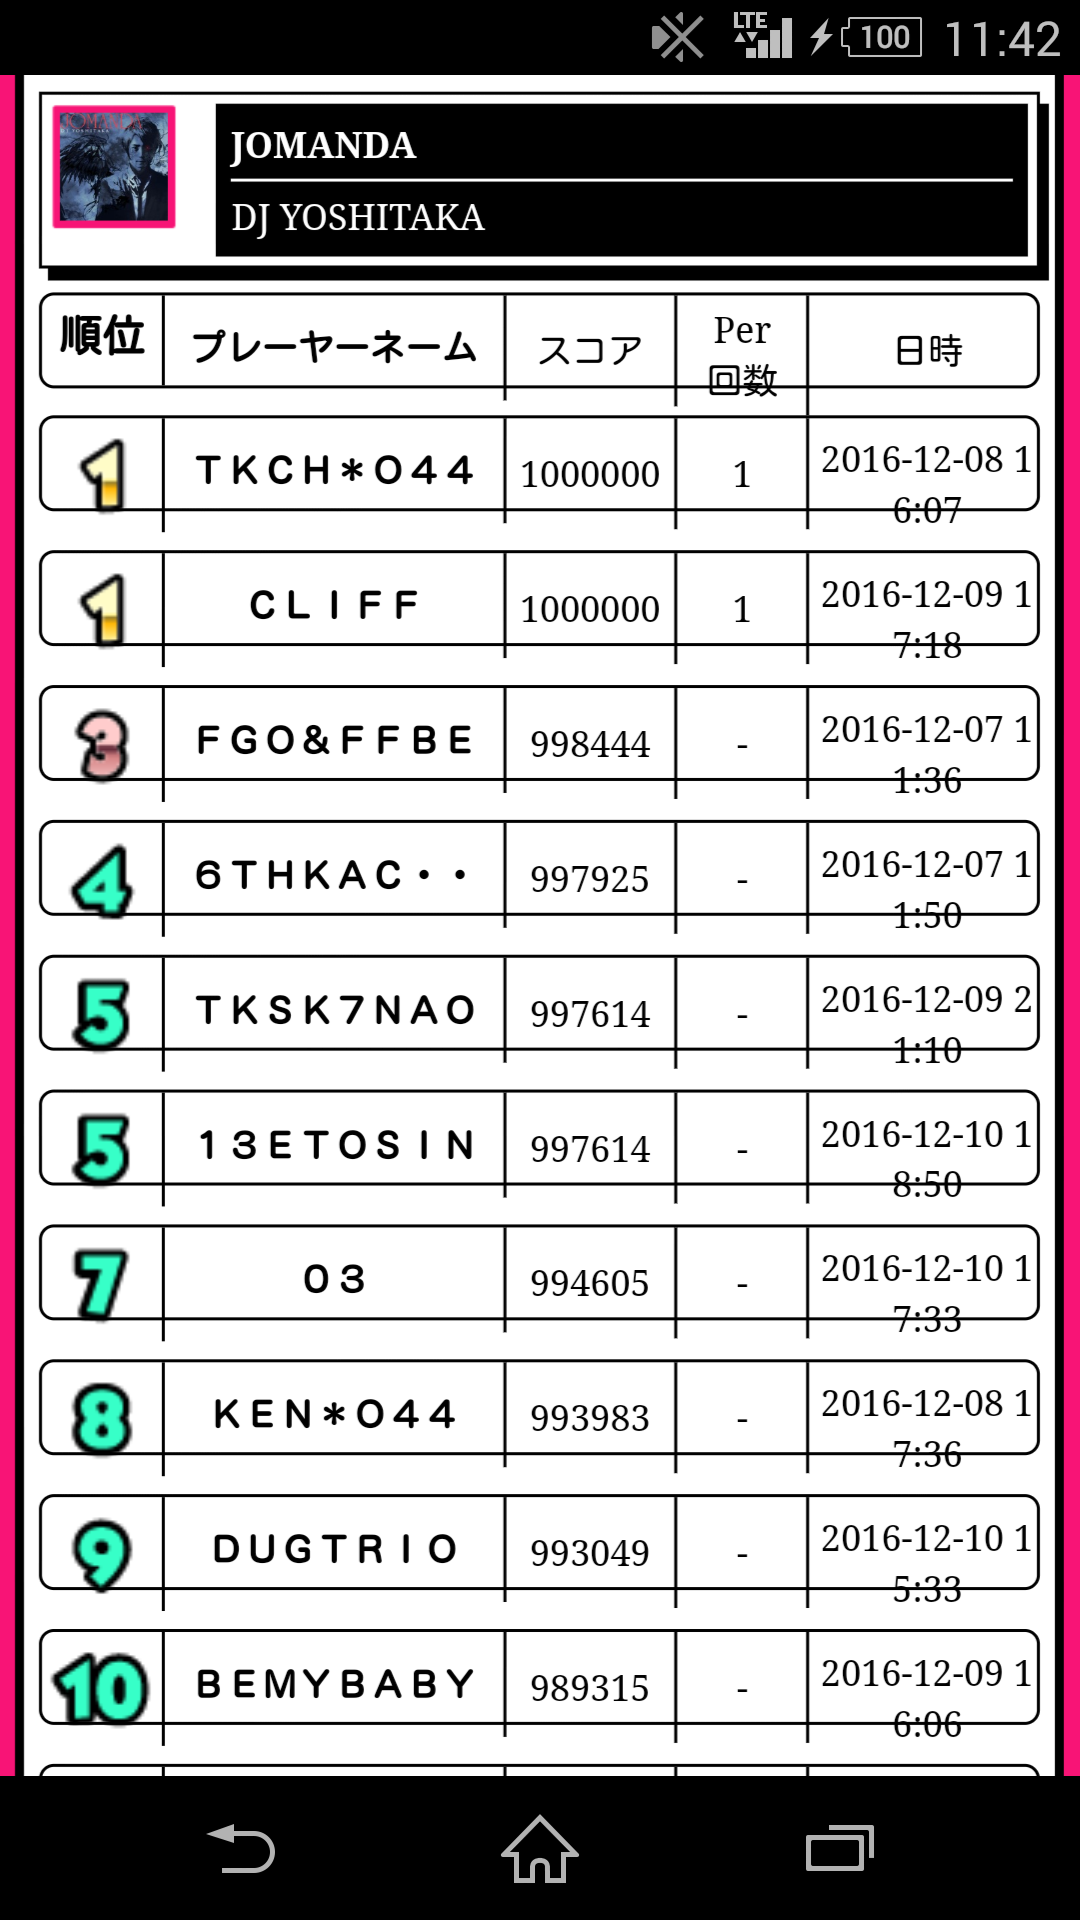 LTE
100
11:42
JOMANDA
DJ YOSHITAKA
JOMANDA
DJ YOSHITAKA
順位 プレーヤーネーム スコア Per回数 日時
1 TKCH*O44 1000000 1 2016-12-08 16:07
1 CLIFF 1000000 1 2016-12-09 17:18
3 FGO&FFBE 998444 - 2016-12-07 11:36
4 6THKAC・・ 997925 - 2016-12-07 11:50
5 TKSK7NAO 997614 - 2016-12-09 21:10
5 13ETOSIN 997614 - 2016-12-10 18:50
7 03 994605 - 2016-12-10 17:33
8 KEN*O44 993983 - 2016-12-08 17:36
9 DUGTRIO 993049 - 2016-12-10 15:33
10 BEMYBABY 989315 - 2016-12-09 16:06